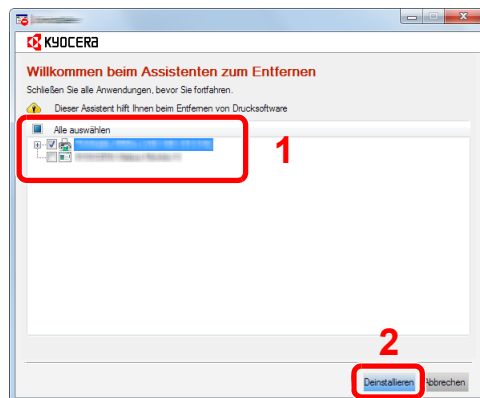 KYOCERA
Willkommen beim Assistenten zum Entfernen
Schließen Sie alle Anwendungen, bevor Sie fortfahren.
Dieser Assistent hilft Ihnen beim Entfernen von Drucksoftware
Alle auswählen
1
2
Deinstallieren Abbrechen